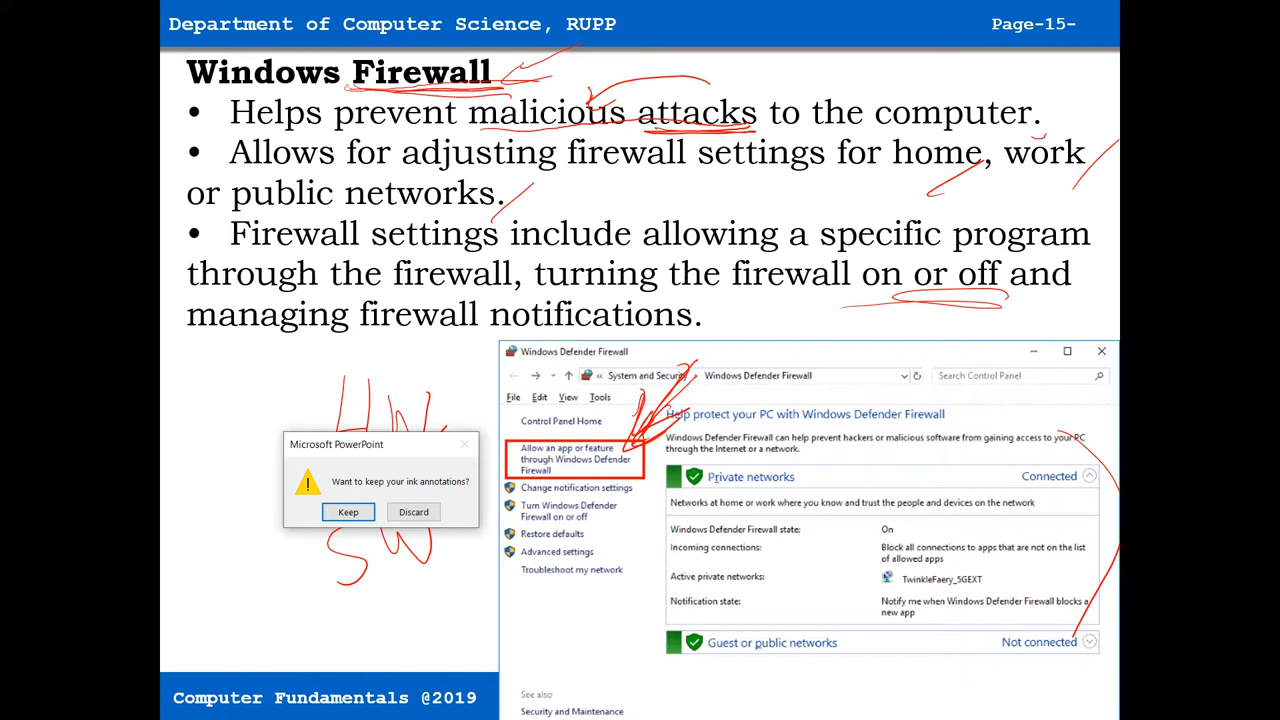 Department of Computer Science, RUPP
Page-15-
Windows Firewall
• Helps prevent malicious attacks to the computer.
• Allows for adjusting firewall settings for home, work
or public networks.
• Firewall settings include allowing a specific program
through the firewall, turning the firewall on or off and
managing firewall notifications.
HW
Microsoft PowerPoint
Want to keep your ink annotations?
Keep
Discard
SW
Windows Defender Firewall
« System and Security
Windows Defender Firewall
Search Control Panel
File Edit View Tools
Control Panel Home
Allow an app or feature
through Windows Defender
Firewall
Change notification settings
Turn Windows Defender
Firewall on or off
Restore defaults
Advanced settings
Troubleshoot my network
See also
Security and Maintenance
Help protect your PC with Windows Defender Firewall
Windows Defender Firewall can help prevent hackers or malicious software from gaining access to your PC
through the Internet or a network.
Private networks
Connected
Networks at home or work where you know and trust the people and devices on the network
Windows Defender Firewall state: On
Incoming connections: Block all connections to apps that are not on the list
of allowed apps
Active private networks: TwinkleFaery_5GEXT
Notification state: Notify me when Windows Defender Firewall blocks a
new app
Guest or public networks
Not connected
Computer Fundamentals @2019